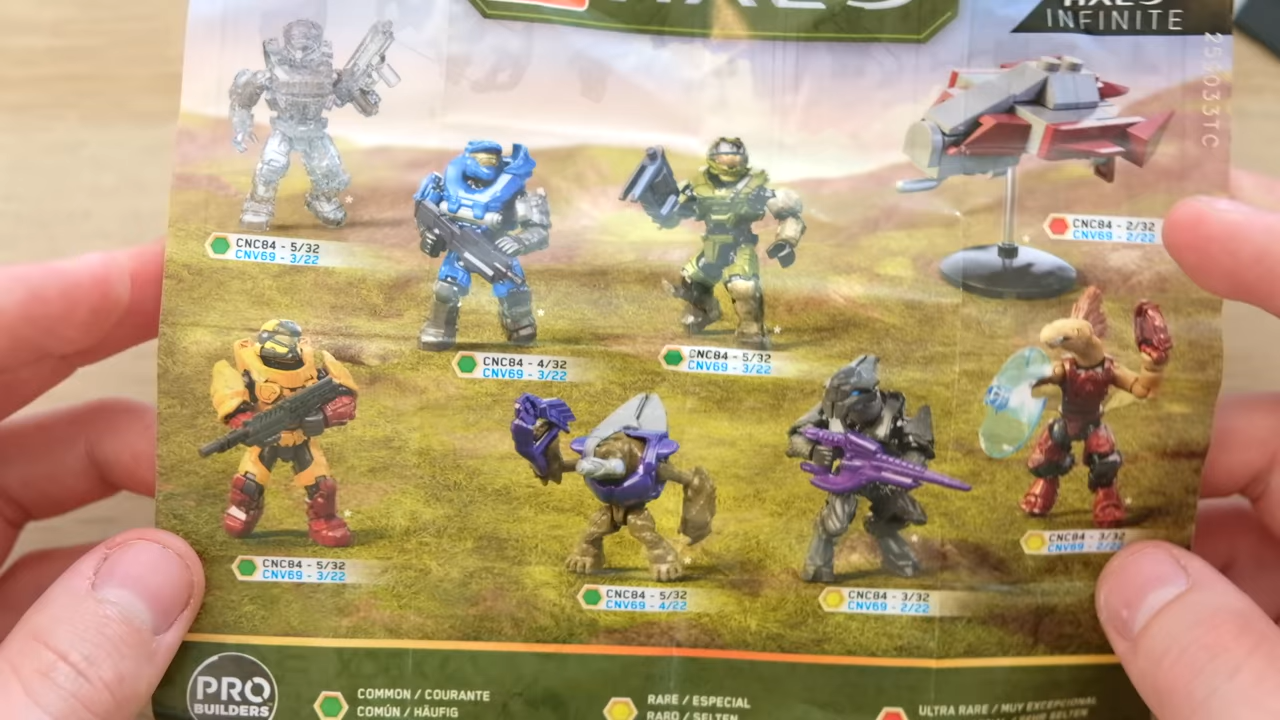 HALO
HALO
INFINITE
CNC84 - 5/32
CNV69 - 3/22
CNC84 - 2/32
CNV69 - 2/22
CNC84 - 4/32
CNV69 - 3/22
CNC84 - 5/32
CNV69 - 3/22
CNC84 - 5/32
CNV69 - 3/22
CNC84 - 5/32
CNV69 - 4/22
CNC84 - 3/32
CNV69 - 2/22
CNC84 - 3/32
CNV69 - 2/22
PRO
BUILDERS
COMMON / COURANTE
COMÚN / HÄUFIG
RARE / ESPECIAL
RARO / SELTEN
ULTRA RARE / MUY EXCEPCIONAL